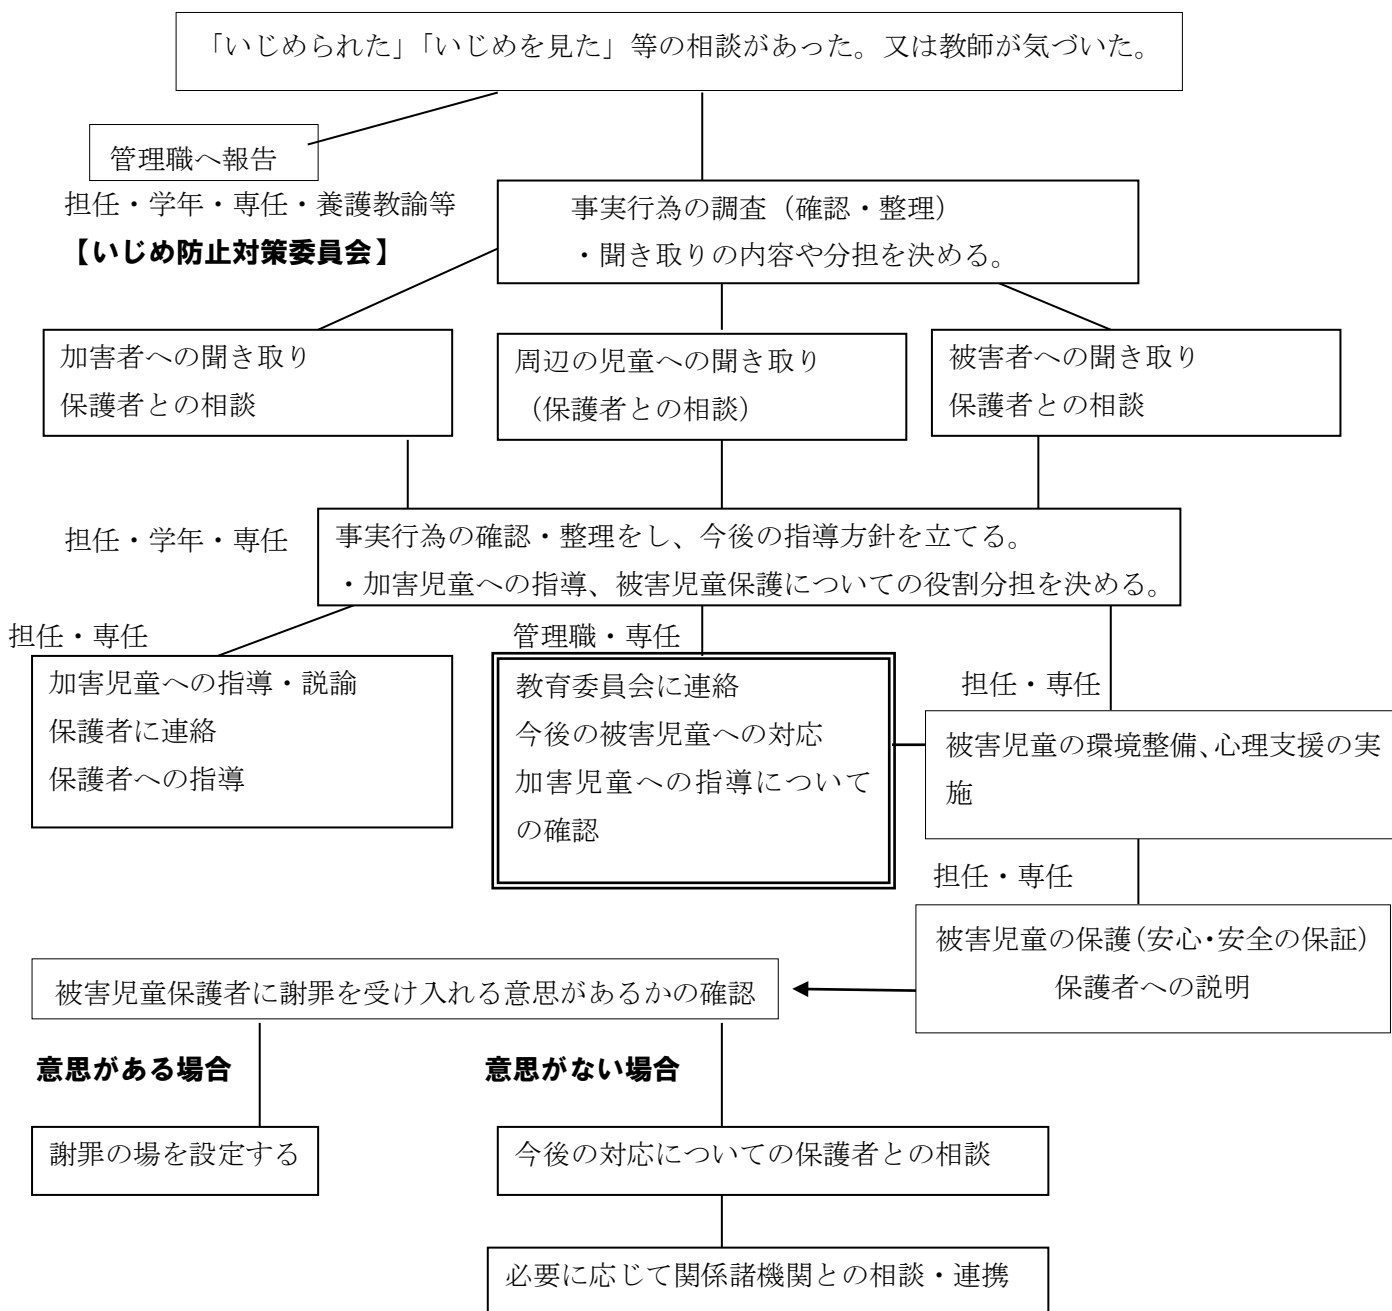 「いじめられた」「いじめを見た」等の相談があった。又は教師が気づいた。
管理職へ報告
担任・学年・専任・養護教諭等
【いじめ防止対策委員会】
事実行為の調査（確認・整理）
・聞き取りの内容や分担を決める。
加害者への聞き取り
保護者との相談
周辺の児童への聞き取り
（保護者との相談）
被害者への聞き取り
保護者との相談
担任・学年・専任
事実行為の確認・整理をし、今後の指導方針を立てる。
・加害児童への指導、被害児童保護についての役割分担を決める。
担任・専任
加害児童への指導・説諭
保護者に連絡
保護者への指導
管理職・専任
教育委員会に連絡
今後の被害児童への対応
加害児童への指導について
の確認
担任・専任
被害児童の環境整備、心理支援の実
施
担任・専任
被害児童の保護（安心・安全の保証）
保護者への説明
被害児童保護者に謝罪を受け入れる意思があるかの確認
意思がある場合
意思がない場合
謝罪の場を設定する
今後の対応についての保護者との相談
必要に応じて関係諸機関との相談・連携